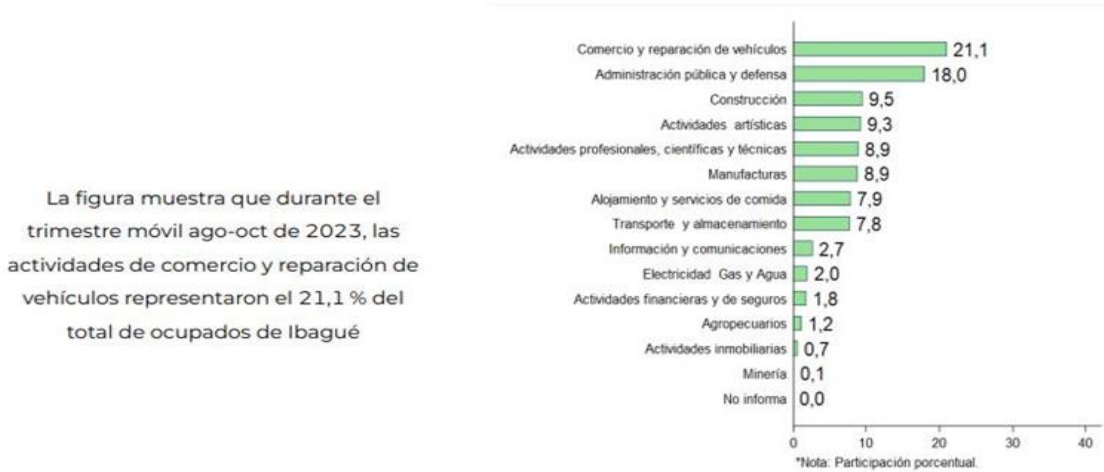 La figura muestra que durante el
trimestre móvil ago-oct de 2023, las
actividades de comercio y reparación de
vehículos representaron el 21,1 % del
total de ocupados de Ibagué
Comercio y reparación de vehículos 21,1
Administración pública y defensa 18,0
Construcción 9,5
Actividades artísticas 9,3
Actividades profesionales, científicas y técnicas 8,9
Manufacturas 8,9
Alojamiento y servicios de comida 7,9
Transporte y almacenamiento 7,8
Información y comunicaciones 2,7
Electricidad Gas y Agua 2,0
Actividades financieras y de seguros 1,8
Agropecuarios 1,2
Actividades inmobiliarias 0,7
Minería 0,1
No informa 0,0
0 10 20 30 40
*Nota: Participación porcentual.